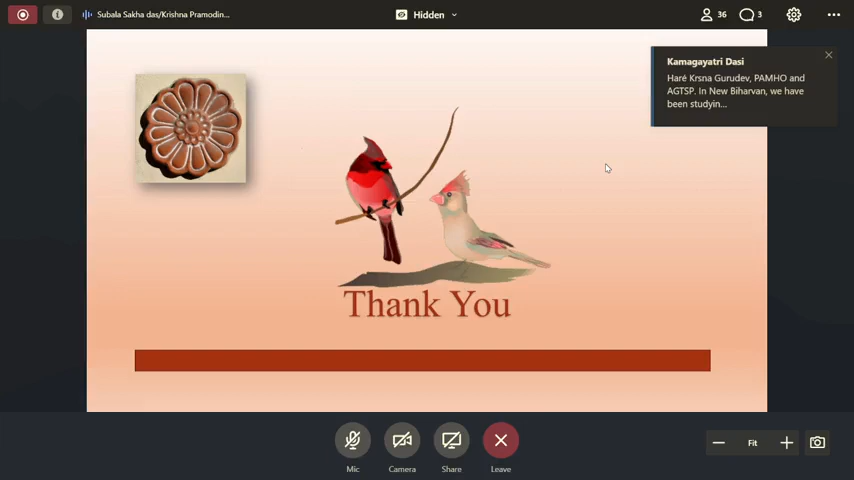 Subala Sakha das/Krishna Pramodin...
Hidden
36
3
Kamagayatri Dasi
Haré Krsna Gurudev, PAMHO and
AGTSP. In New Biharvan, we have
been studyin...
Thank You
Mic
Camera
Share
Leave
Fit